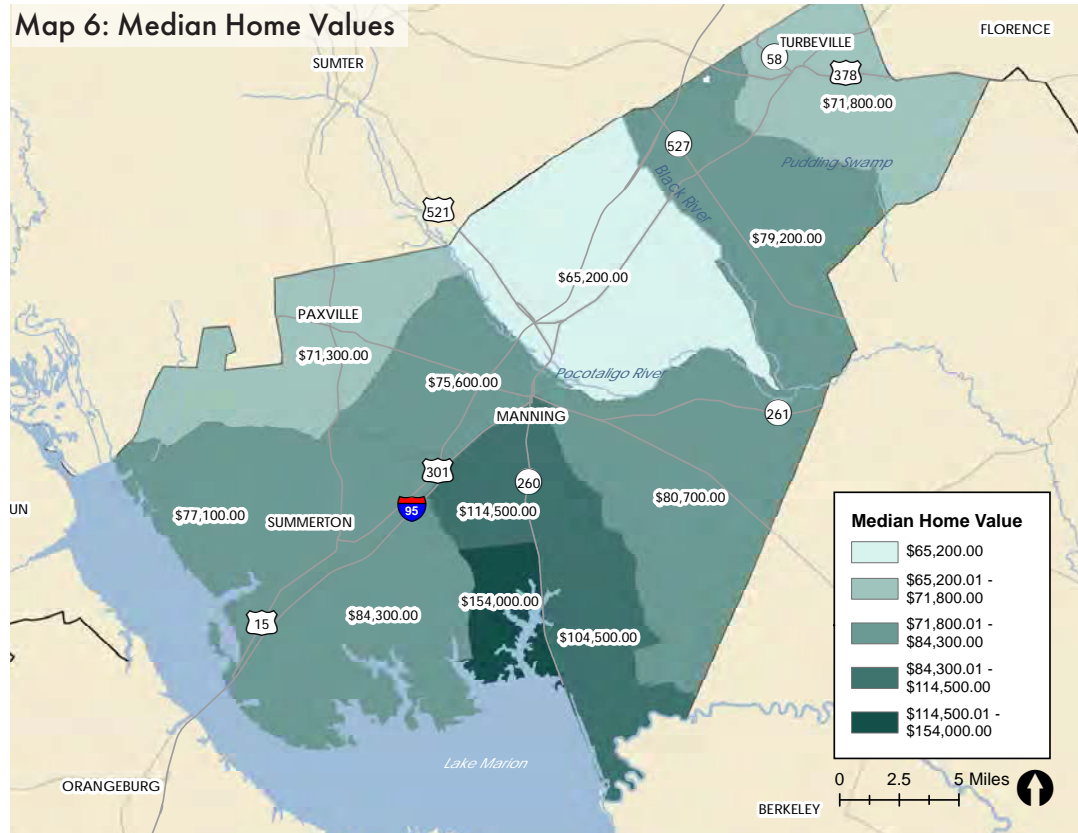 Map 6: Median Home Values
FLORENCE
TURBEVILLE
58
SUMTER
378
$71,800.00
527
Pudding Swamp
Black River
521
$79,200.00
$65,200.00
PAXVILLE
$71,300.00
Pocotaligo River
$75,600.00
MANNING
261
301
260
$80,700.00
95
$114,500.00
UN
$77,100.00
SUMMERTON
$154,000.00
$84,300.00
15
$104,500.00
Lake Marion
ORANGEBURG
BERKELEY
Median Home Value
$65,200.00
$65,200.01 -
$71,800.00
$71,800.01 -
$84,300.00
$84,300.01 -
$114,500.00
$114,500.01 -
$154,000.00
0 2.5 5 Miles